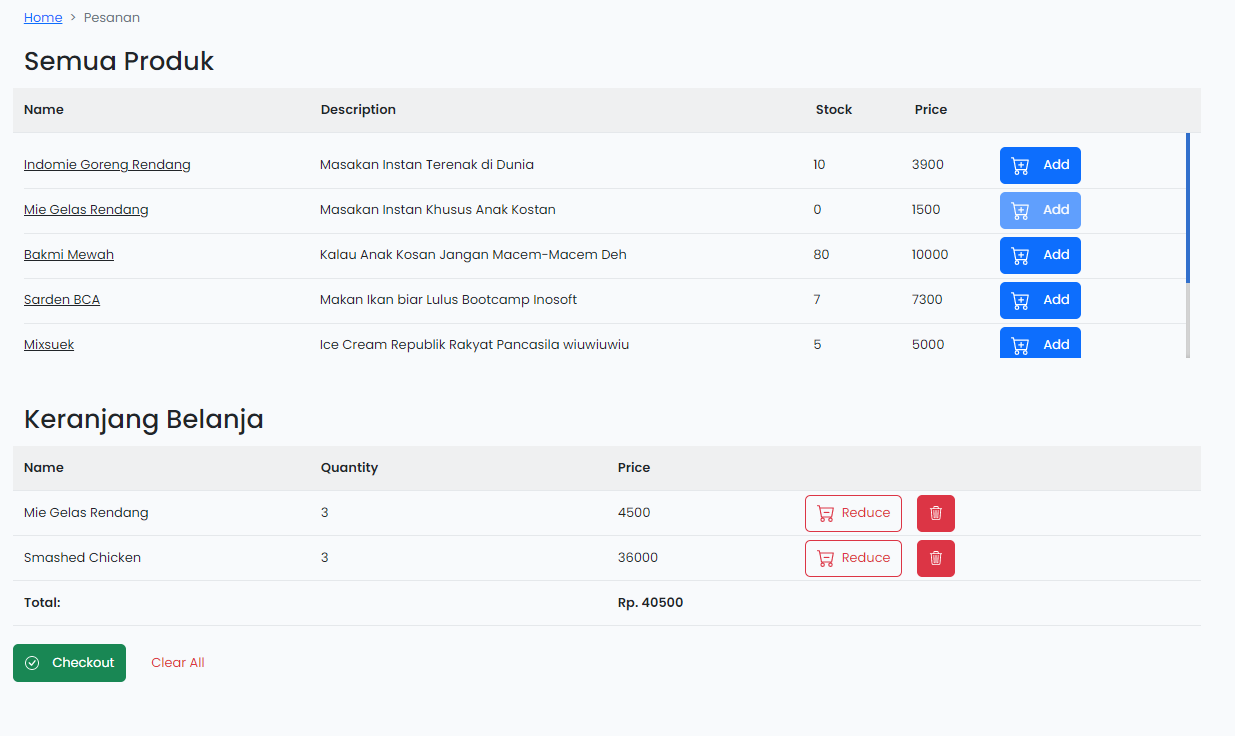 Home > Pesanan
Semua Produk
Name Description Stock Price
Indomie Goreng Rendang Masakan Instan Terenak di Dunia 10 3900 Add
Mie Gelas Rendang Masakan Instan Khusus Anak Kostan 0 1500 Add
Bakmi Mewah Kalau Anak Kosan Jangan Macem-Macem Deh 80 10000 Add
Sarden BCA Makan Ikan biar Lulus Bootcamp Inosoft 7 7300 Add
Mixsuek Ice Cream Republik Rakyat Pancasila wiuwiuwiu 5 5000 Add
Keranjang Belanja
Name Quantity Price
Mie Gelas Rendang 3 4500 Reduce
Smashed Chicken 3 36000 Reduce
Total: Rp. 40500
Checkout Clear All